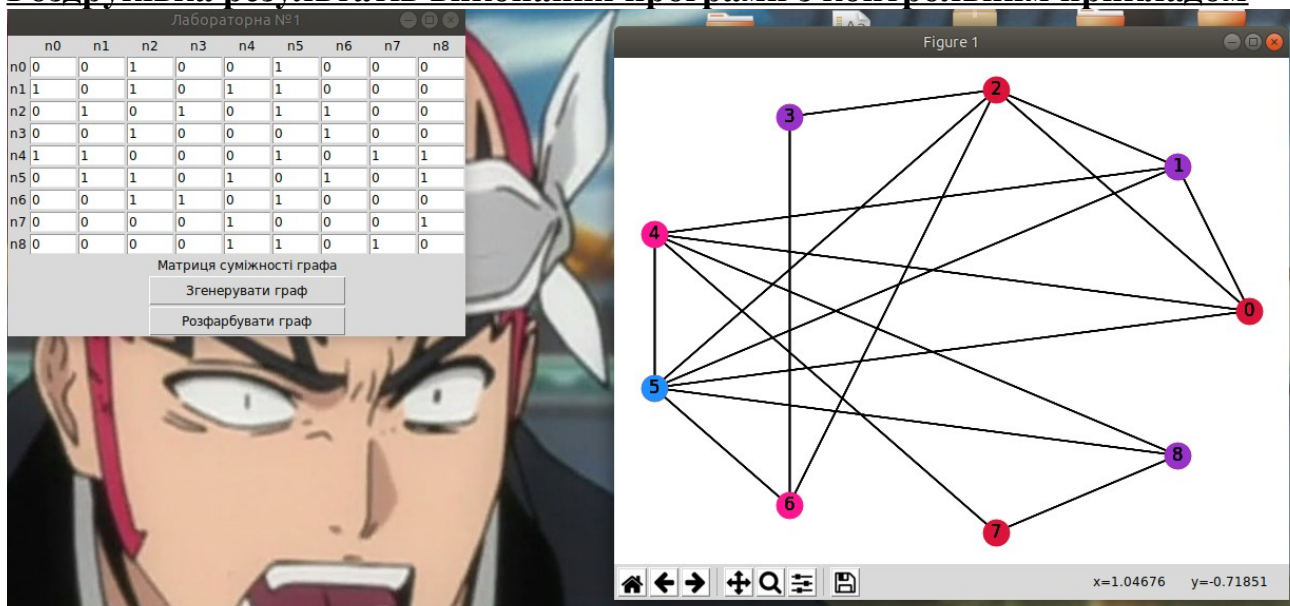 Роздруківка результатів виконання програми з контрольним прикладом
Лабораторна №1
n0 n1 n2 n3 n4 n5 n6 n7 n8
n0 0 0 1 0 0 1 0 0 0
n1 1 0 1 0 1 1 0 0 0
n2 0 1 0 1 0 1 1 0 0
n3 0 0 1 0 0 0 1 0 0
n4 1 1 0 0 0 1 0 1 1
n5 0 1 1 0 1 0 1 0 1
n6 0 0 1 1 0 1 0 0 0
n7 0 0 0 0 1 0 0 0 1
n8 0 0 0 0 1 1 0 1 0
Матриця суміжності графа
Згенерувати граф
Розфарбувати граф
Figure 1
2
3
1
4
0
5
8
6
7
x=1.04676 y=-0.71851